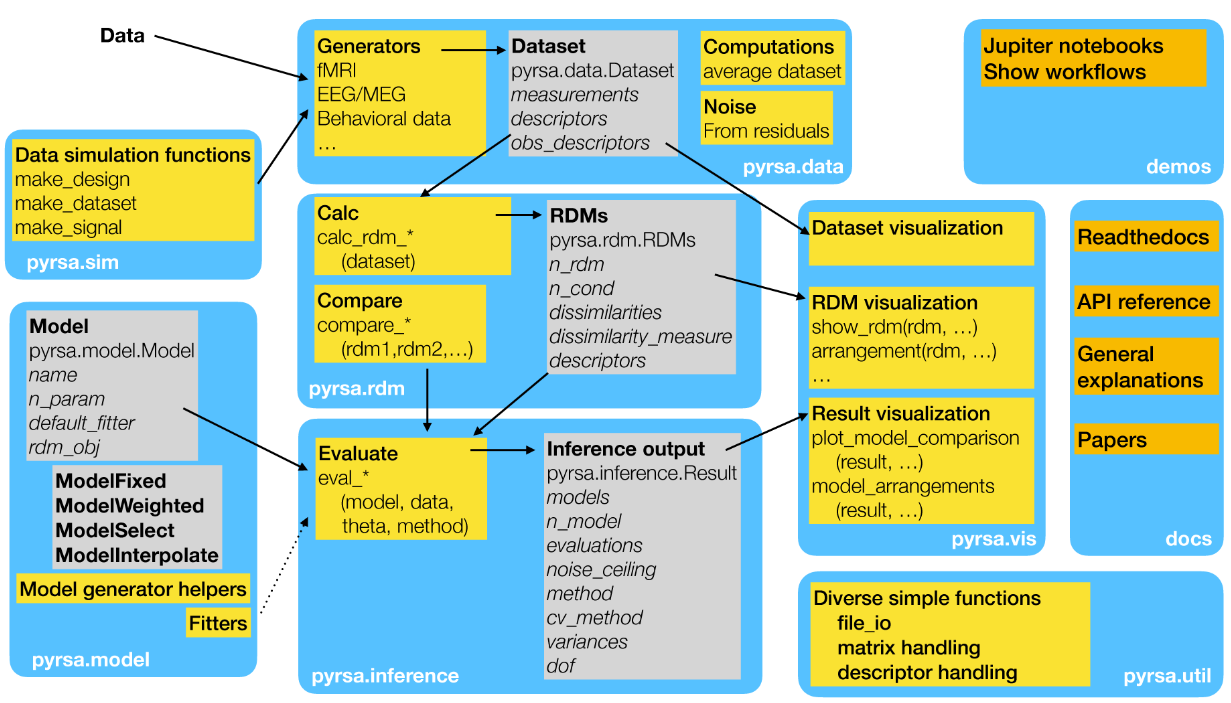 Data
Generators
fMRI
EEG/MEG
Behavioral data
…
Dataset
pyrsa.data.Dataset
measurements
descriptors
obs_descriptors
Computations
average dataset
Noise
From residuals
pyrsa.data
Jupiter notebooks
Show workflows
demos
Data simulation functions
make_design
make_dataset
make_signal
pyrsa.sim
Calc
calc_rdm_*
(dataset)
Compare
compare_*
(rdm1,rdm2,…)
pyrsa.rdm
RDMs
pyrsa.rdm.RDMs
n_rdm
n_cond
dissimilarities
dissimilarity_measure
descriptors
Dataset visualization
RDM visualization
show_rdm(rdm, …)
arrangement(rdm, …)
…
Result visualization
plot_model_comparison
(result, …)
model_arrangements
(result, …)
pyrsa.vis
Readthedocs
API reference
General
explanations
Papers
docs
Model
pyrsa.model.Model
name
n_param
default_fitter
rdm_obj
ModelFixed
ModelWeighted
ModelSelect
ModelInterpolate
Model generator helpers
Fitters
pyrsa.model
Evaluate
eval_*
(model, data,
theta, method)
pyrsa.inference
Inference output
pyrsa.inference.Result
models
n_model
evaluations
noise_ceiling
method
cv_method
variances
dof
Diverse simple functions
file_io
matrix handling
descriptor handling
pyrsa.util